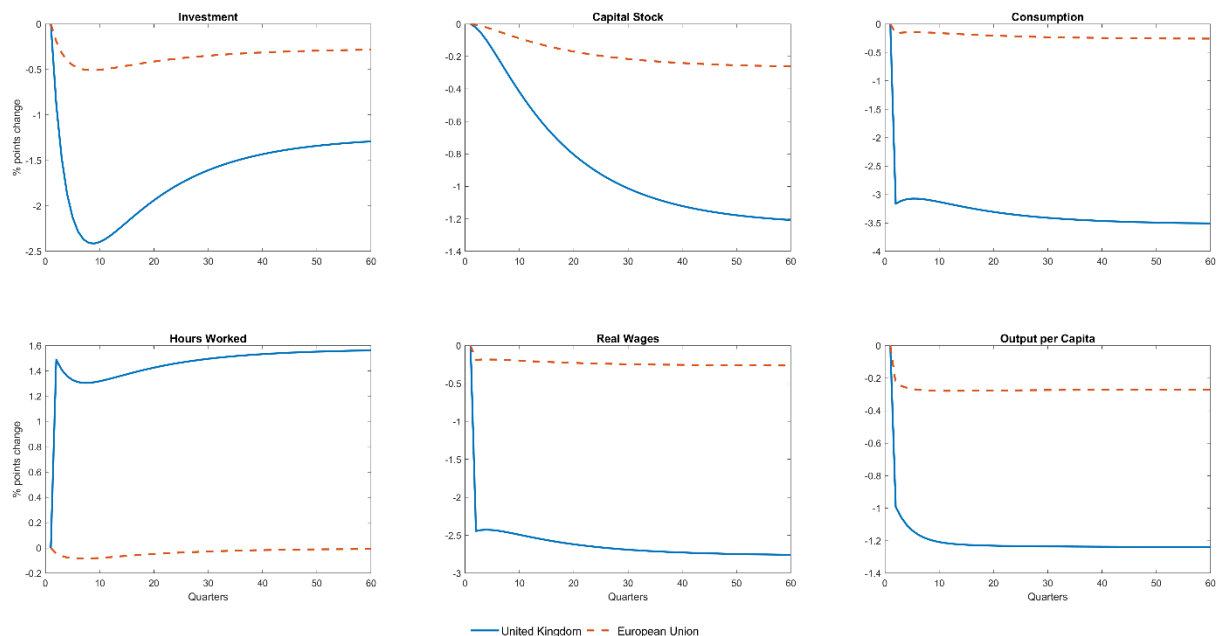 Investment
% points change
0
-0.5
-1
-1.5
-2
-2.5
0 10 20 30 40 50 60
Capital Stock
0
-0.2
-0.4
-0.6
-0.8
-1
-1.2
-1.4
0 10 20 30 40 50 60
Consumption
0
-0.5
-1
-1.5
-2
-2.5
-3
-3.5
-4
0 10 20 30 40 50 60
Hours Worked
% points change
1.6
1.4
1.2
1
0.8
0.6
0.4
0.2
0
-0.2
0 10 20 30 40 50 60
Quarters
Real Wages
0
-0.5
-1
-1.5
-2
-2.5
-3
0 10 20 30 40 50 60
Quarters
Output per Capita
0
-0.2
-0.4
-0.6
-0.8
-1
-1.2
-1.4
0 10 20 30 40 50 60
Quarters
United Kingdom European Union